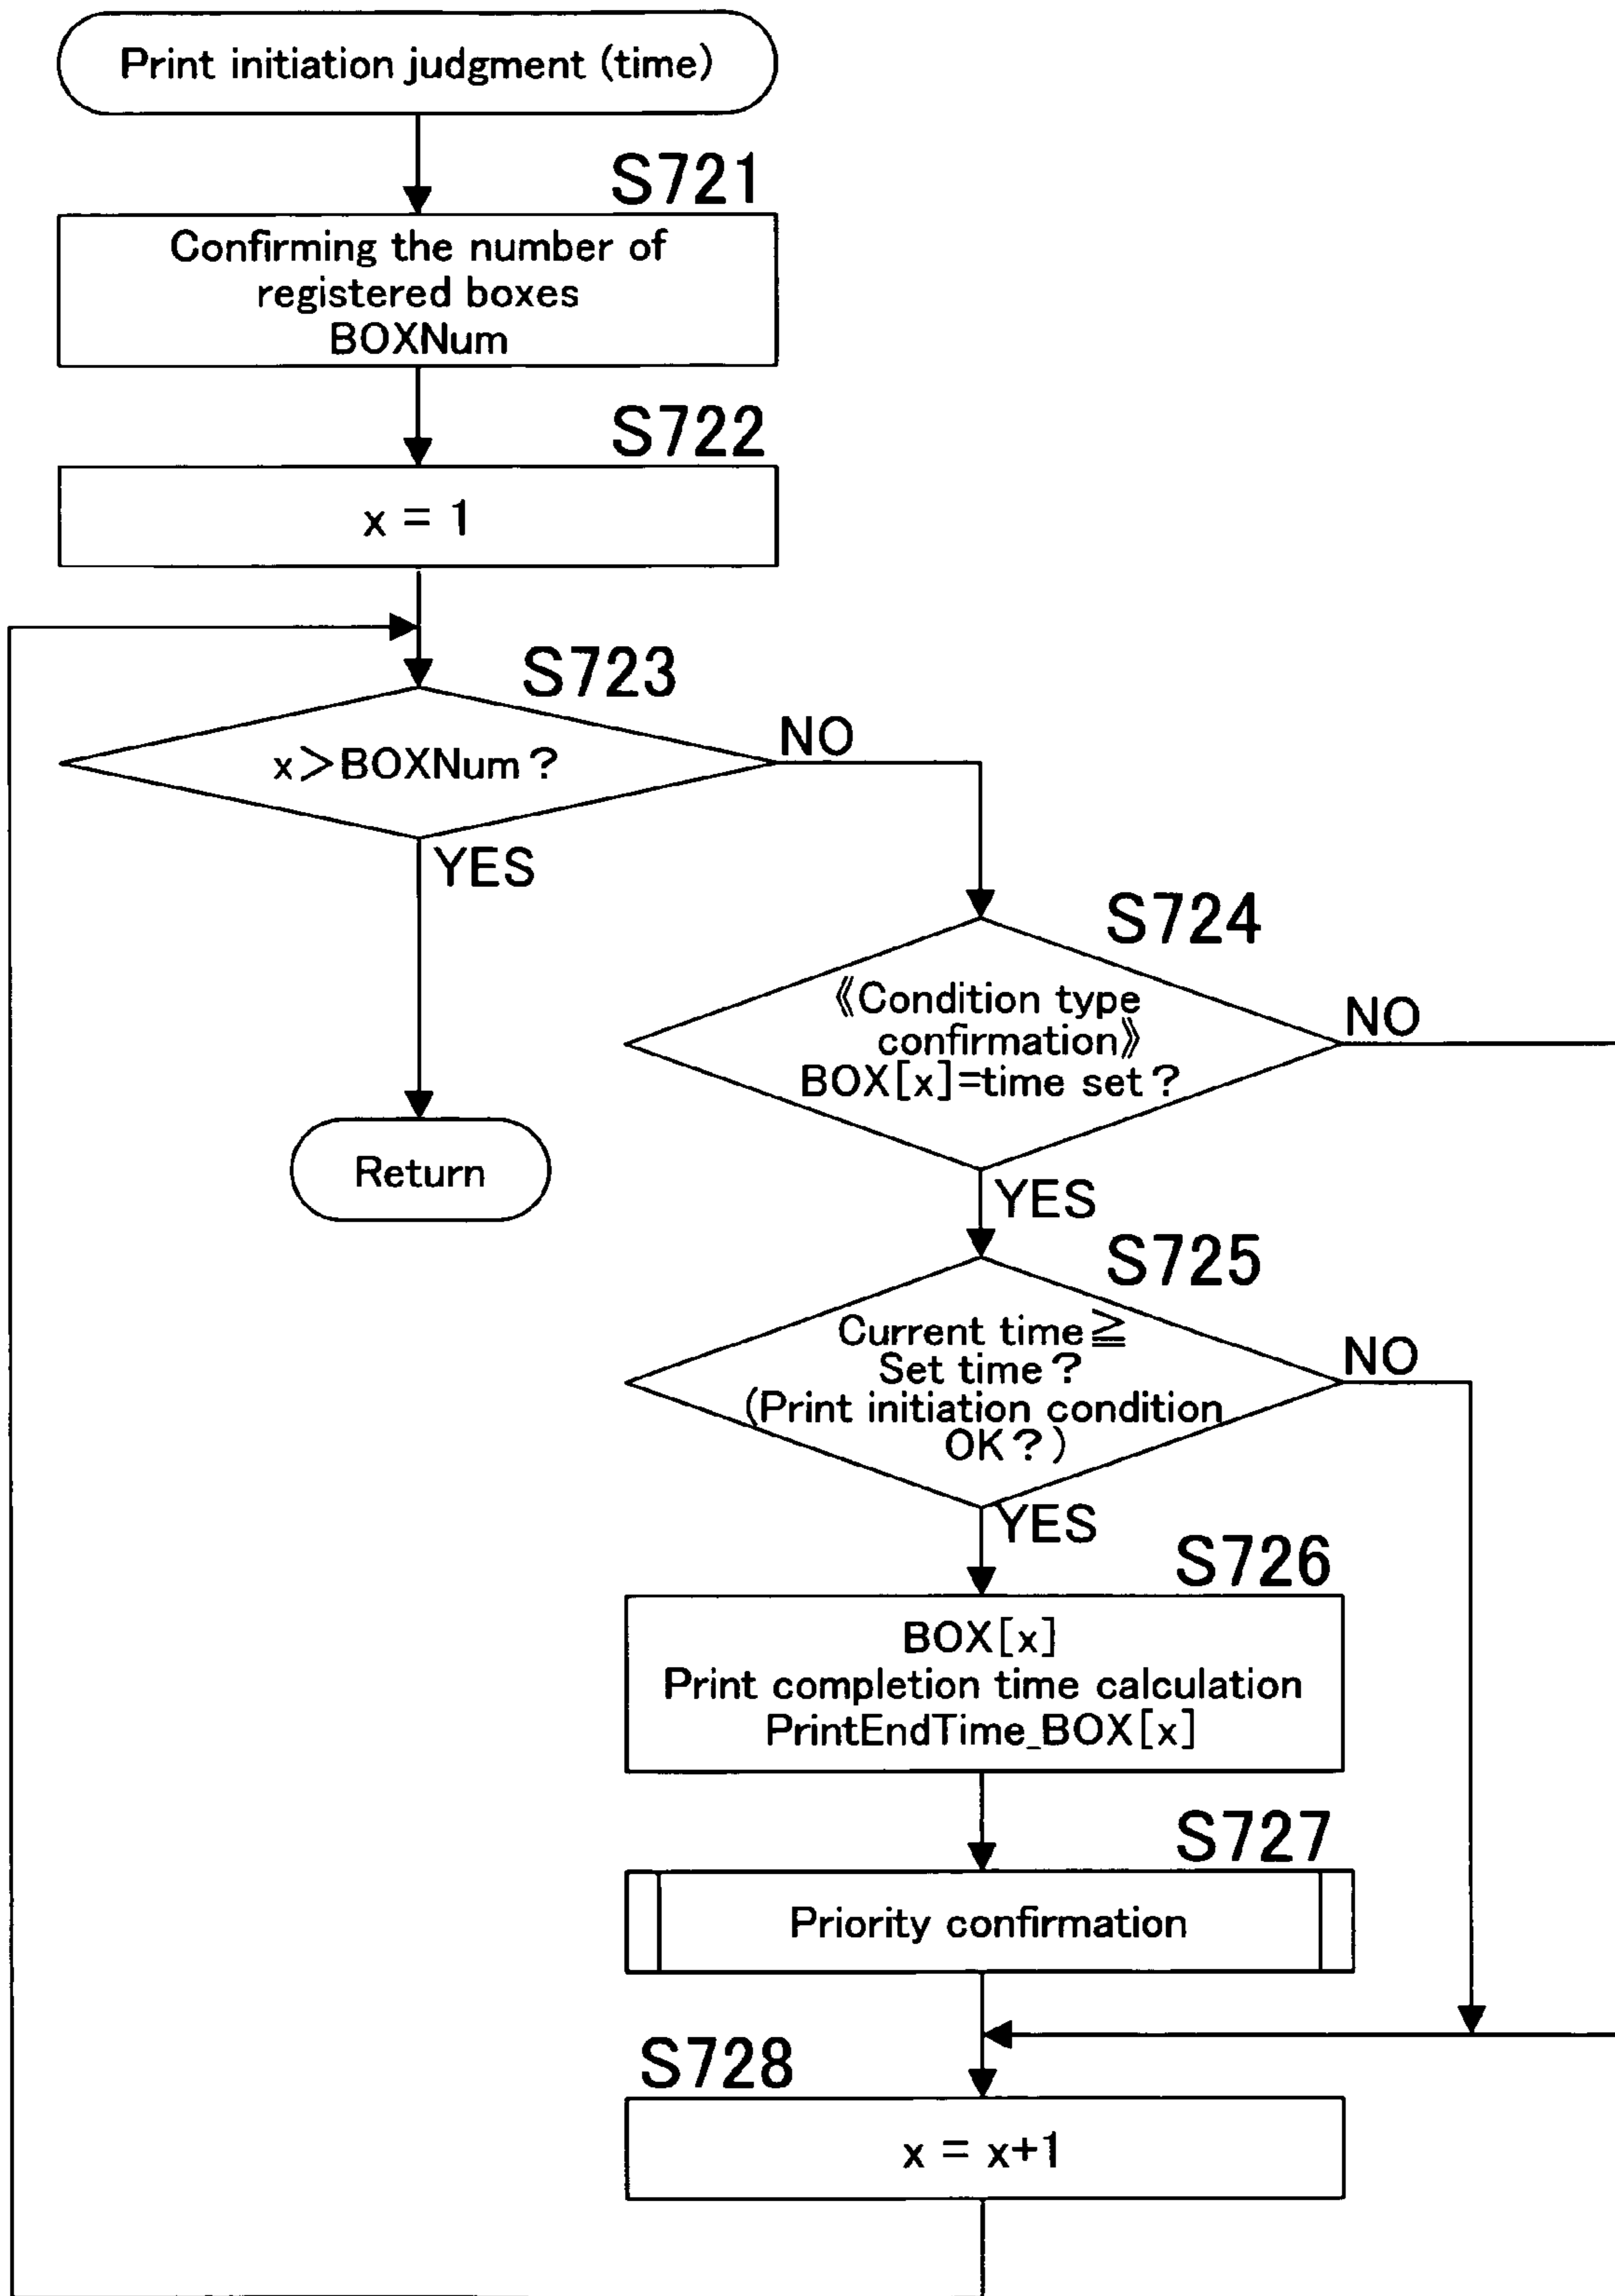 Print initiation judgment (time)
S721
Confirming the number of
registered boxes
BOXNum
S722
x = 1
S723
x＞BOXNum？
NO
YES
S724
《Condition type
confirmation》
BOX[x]=time set？
NO
YES
Return
S725
Current time≧
Set time？
(Print initiation condition
OK？)
NO
YES
S726
BOX[x]
Print completion time calculation
PrintEndTime_BOX[x]
S727
Priority confirmation
S728
x = x+1